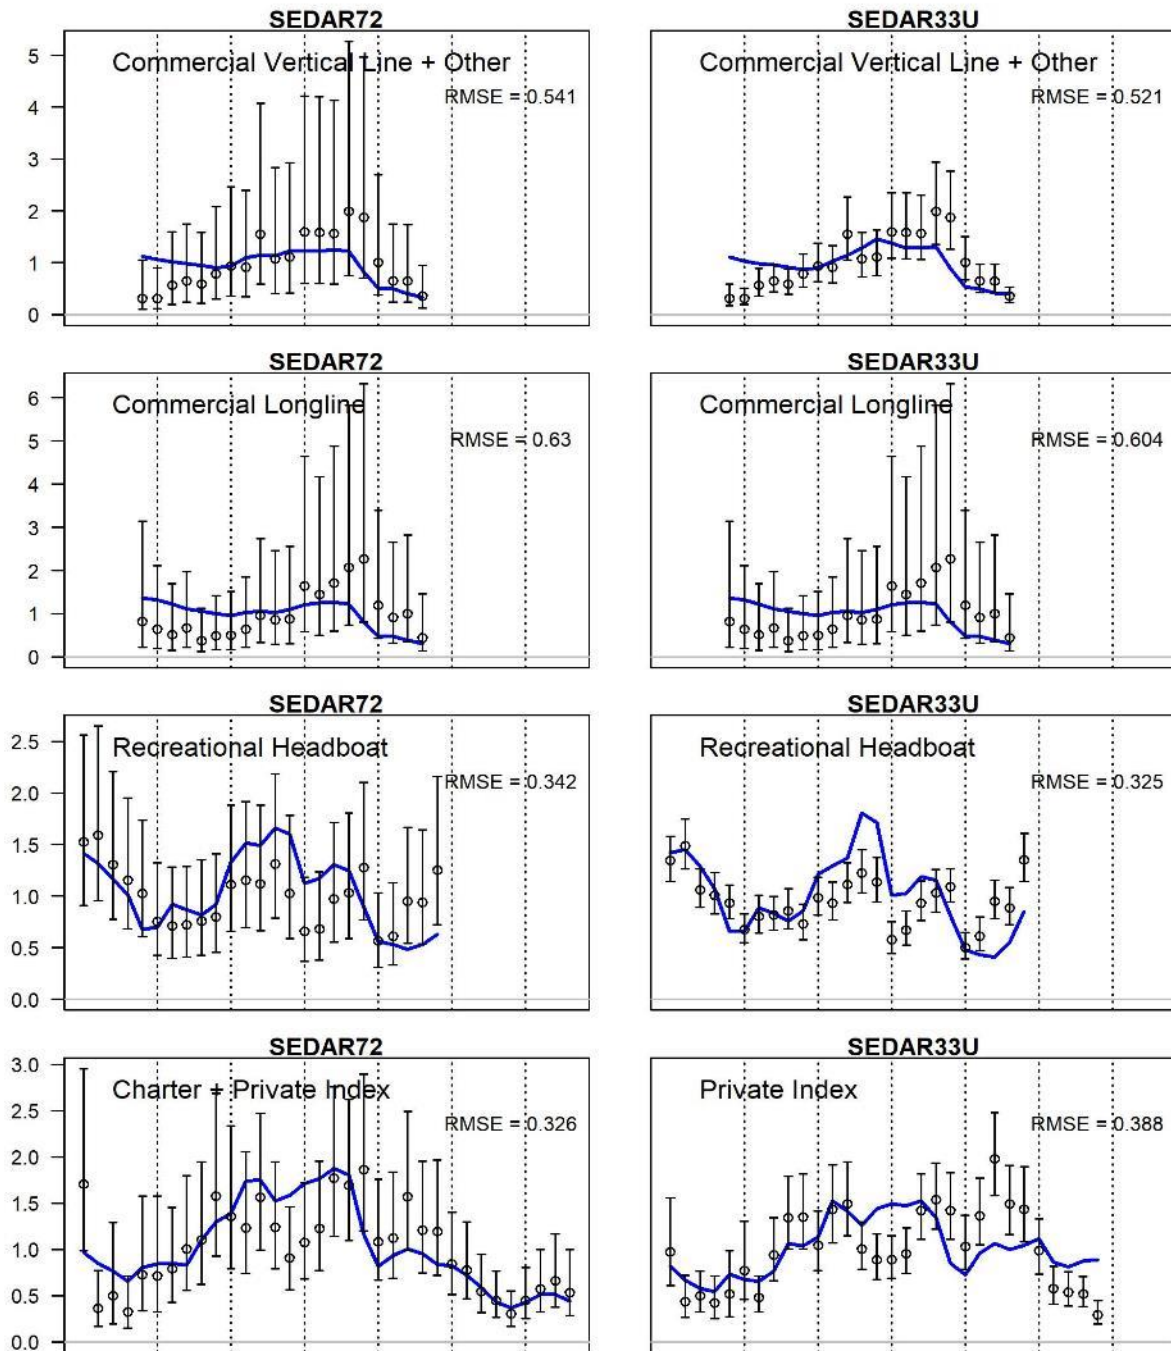 SEDAR72 SEDAR33U
5 Commercial Vertical Line + Other Commercial Vertical Line + Other
RMSE = 0.541 RMSE = 0.521
4
3
2
1
0
SEDAR72 SEDAR33U
6 Commercial Longline Commercial Longline
5 RMSE = 0.63 RMSE = 0.604
4
3
2
1
0
SEDAR72 SEDAR33U
2.5 Recreational Headboat Recreational Headboat
2.0 RMSE = 0.342 RMSE = 0.325
1.5
1.0
0.5
0.0
SEDAR72 SEDAR33U
3.0
Charter + Private Index Private Index
2.5
RMSE = 0.326 RMSE = 0.388
2.0
1.5
1.0
0.5
0.0